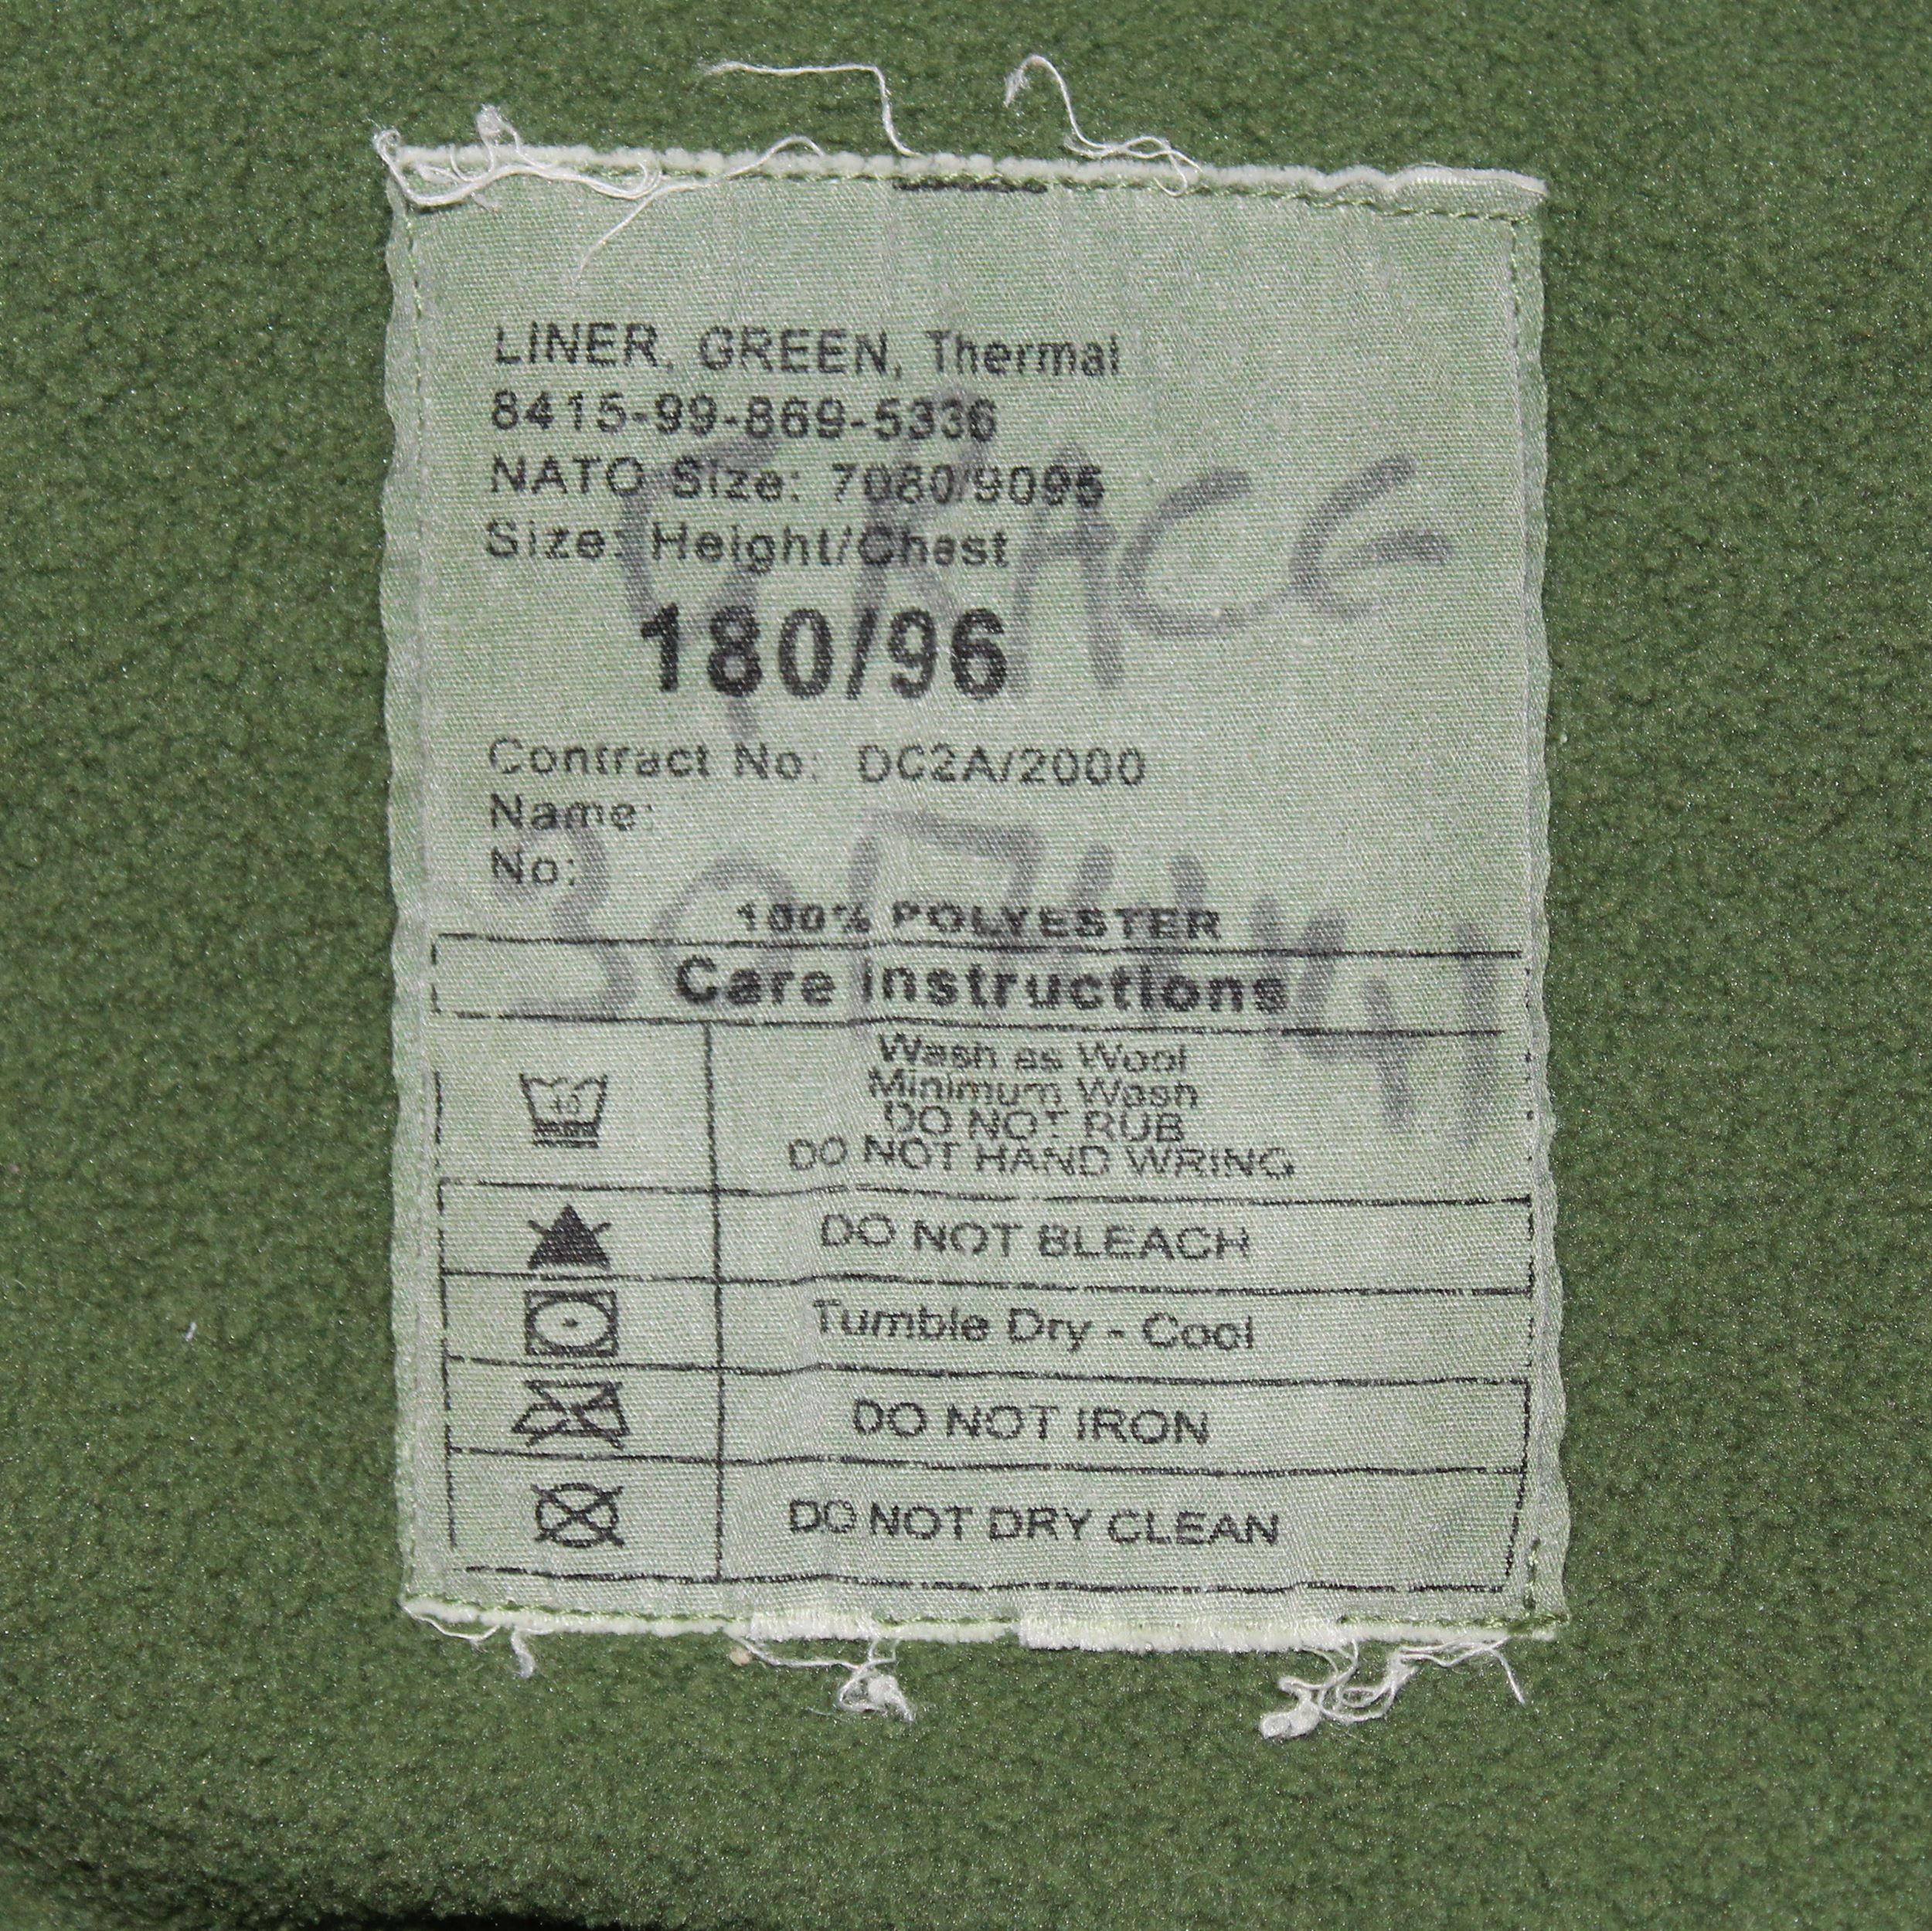 LINER, GREEN, Thermal
8415-99-869-5336
NATO Size: 7080/9095
Size: Height/Chest
GRACE
180/96
Contract No: DC2A/2000
Name:
No:
100% POLYESTER
Care instructions
Wash as Wool
Minimum Wash
DO NOT RUB
DO NOT HAND WRING
DO NOT BLEACH
Tumble Dry - Cool
DO NOT IRON
DO NOT DRY CLEAN